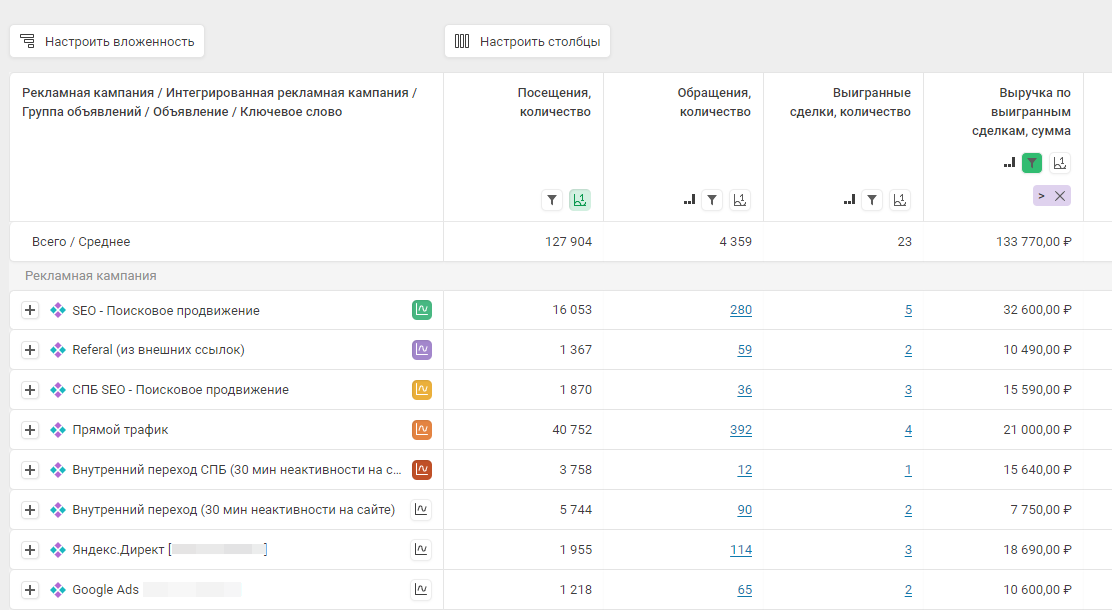 Настроить вложенность
Настроить столбцы
Рекламная кампания / Интегрированная рекламная кампания /
Группа объявлений / Объявление / Ключевое слово
Посещения,
количество
Обращения,
количество
Выигранные
сделки, количество
Выручка по
выигранным
сделкам, сумма
>
Всего / Среднее 127 904 4 359 23 133 770,00 ₽
Рекламная кампания
SEO - Поисковое продвижение 16 053 280 5 32 600,00 ₽
Referal (из внешних ссылок) 1 367 59 2 10 490,00 ₽
СПБ SEO - Поисковое продвижение 1 870 36 3 15 590,00 ₽
Прямой трафик 40 752 392 4 21 000,00 ₽
Внутренний переход СПБ (30 мин неактивности на с... 3 758 12 1 15 640,00 ₽
Внутренний переход (30 мин неактивности на сайте) 5 744 90 2 7 750,00 ₽
Яндекс.Директ [ ] 1 955 114 3 18 690,00 ₽
Google Ads 1 218 65 2 10 600,00 ₽